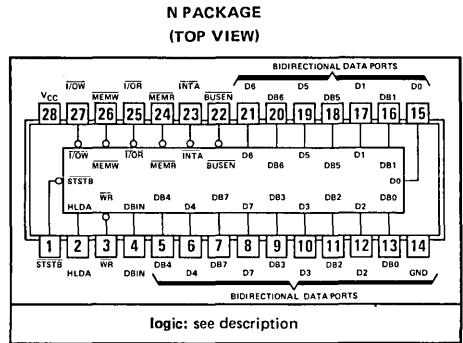 N PACKAGE
(TOP VIEW)
BIDIRECTIONAL DATA PORTS
I/OW I/OR INTA D6 D5 D1 D0
VCC MEMW MEMR BUSEN DB6 DB5 DB1
28 27 26 25 24 23 22 21 20 19 18 17 16 15
I/OW I/OR INTA D6 D5 D1
MEMW MEMR BUSEN DB6 DB5 DB1
STSTB D0
WR DB4 DB7 DB3 DB2 DB0
HLDA DBIN D4 D7 D3 D2
1 2 3 4 5 6 7 8 9 10 11 12 13 14
STSTB WR DB4 DB7 DB3 DB2 DB0
HLDA DBIN D4 D7 D3 D2 GND
BIDIRECTIONAL DATA PORTS
logic: see description